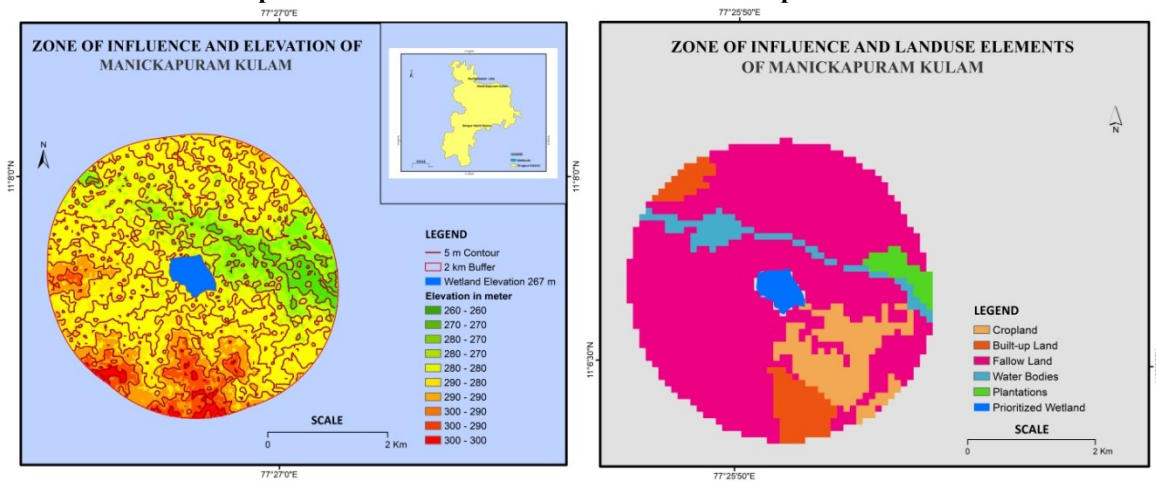 77°27'0"E
ZONE OF INFLUENCE AND ELEVATION OF
MANICKAPURAM KULAM
N
11°8'0"N
LEGEND
5 m Contour
2 km Buffer
Wetland Elevation 267 m
Elevation in meter
260 - 260
270 - 270
280 - 270
280 - 270
280 - 280
290 - 280
290 - 290
300 - 290
300 - 290
300 - 300
SCALE
0 2 Km
77°27'0"E
77°25'50"E
ZONE OF INFLUENCE AND LANDUSE ELEMENTS
OF MANICKAPURAM KULAM
N
11°8'0"N
11°6'30"N
LEGEND
Cropland
Built-up Land
Fallow Land
Water Bodies
Plantations
Prioritized Wetland
SCALE
0 2 Km
77°25'50"E